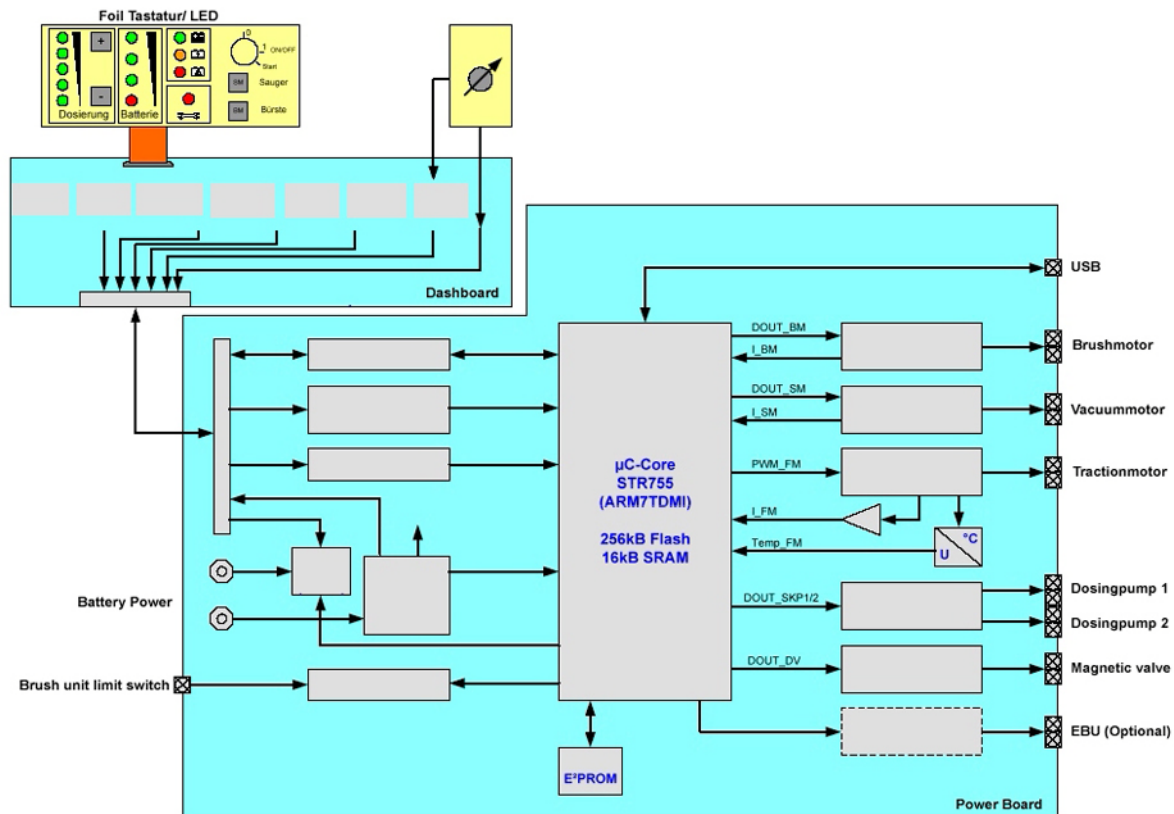 Foil Tastatur/ LED
+
-
Dosierung
Batterie
0
1
ON/OFF
Start
BM
Sauger
BM
Bürste
Dashboard
USB
DOUT_BM
I_BM
Brushmotor
DOUT_SM
I_SM
Vacuummotor
µC-Core
STR755
(ARM7TDMI)
256kB Flash
16kB SRAM
PWM_FM
Tractionmotor
I_FM
Temp_FM
°C
U
Battery Power
DOUT_SKP1/2
Dosingpump 1
Dosingpump 2
DOUT_DV
Magnetic valve
Brush unit limit switch
EBU (Optional)
E²PROM
Power Board